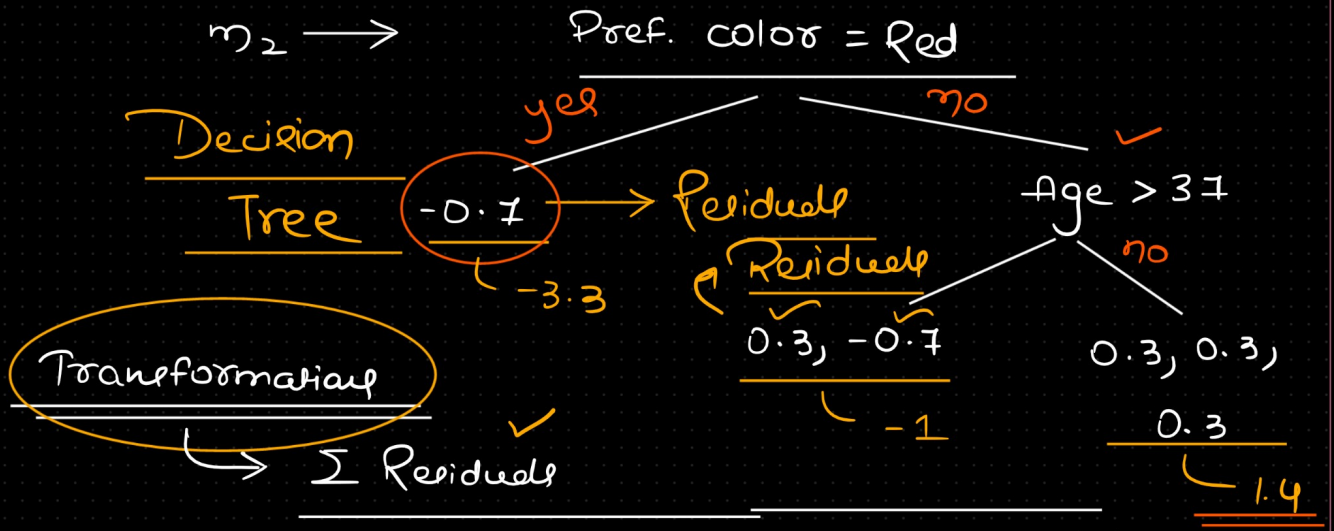 m₂ → Pref. color = Red
yes
no
Decision
Tree
-0.7 → Residuals
Age > 37
no
-3.3
Residuals
0.3, -0.7
0.3, 0.3,
0.3
-1
1.4
Transformations
Σ Residuals